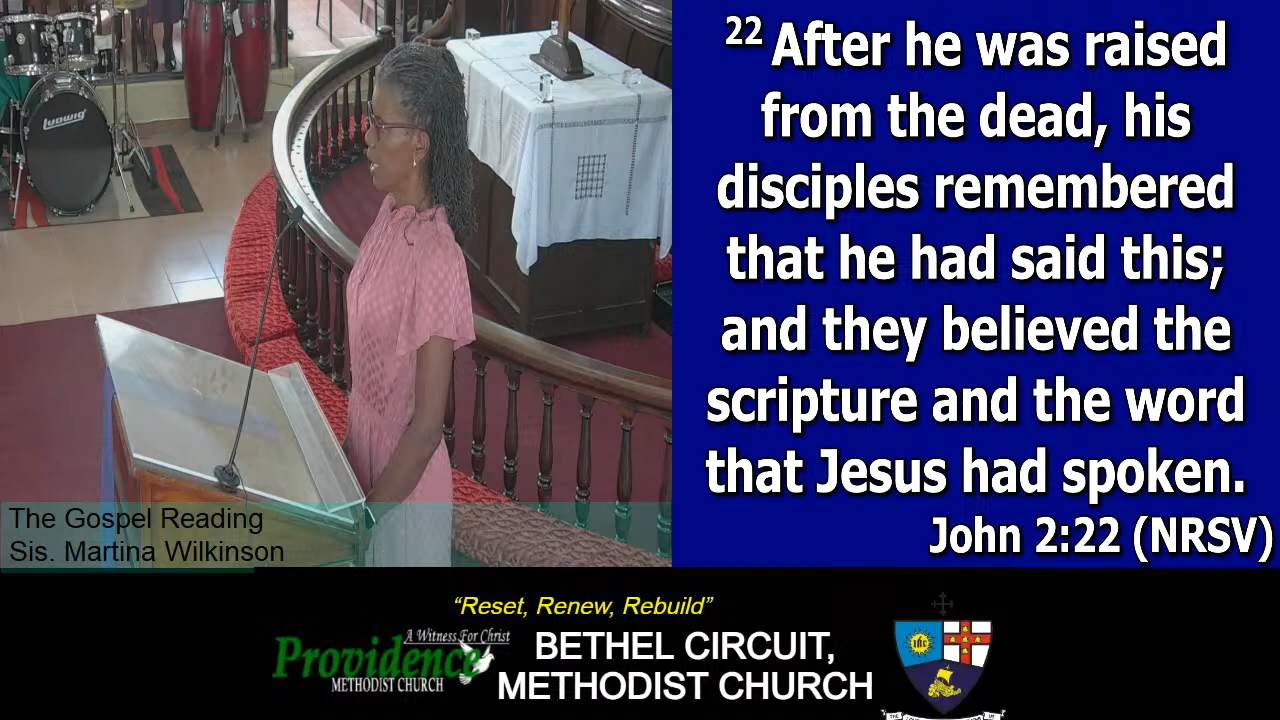 Ludwig
22 After he was raised
from the dead, his
disciples remembered
that he had said this;
and they believed the
scripture and the word
that Jesus had spoken.
John 2:22 (NRSV)
The Gospel Reading
Sis. Martina Wilkinson
“Reset, Renew, Rebuild”
A Witness For Christ
Providence
METHODIST CHURCH
BETHEL CIRCUIT,
METHODIST CHURCH
IHC
THE